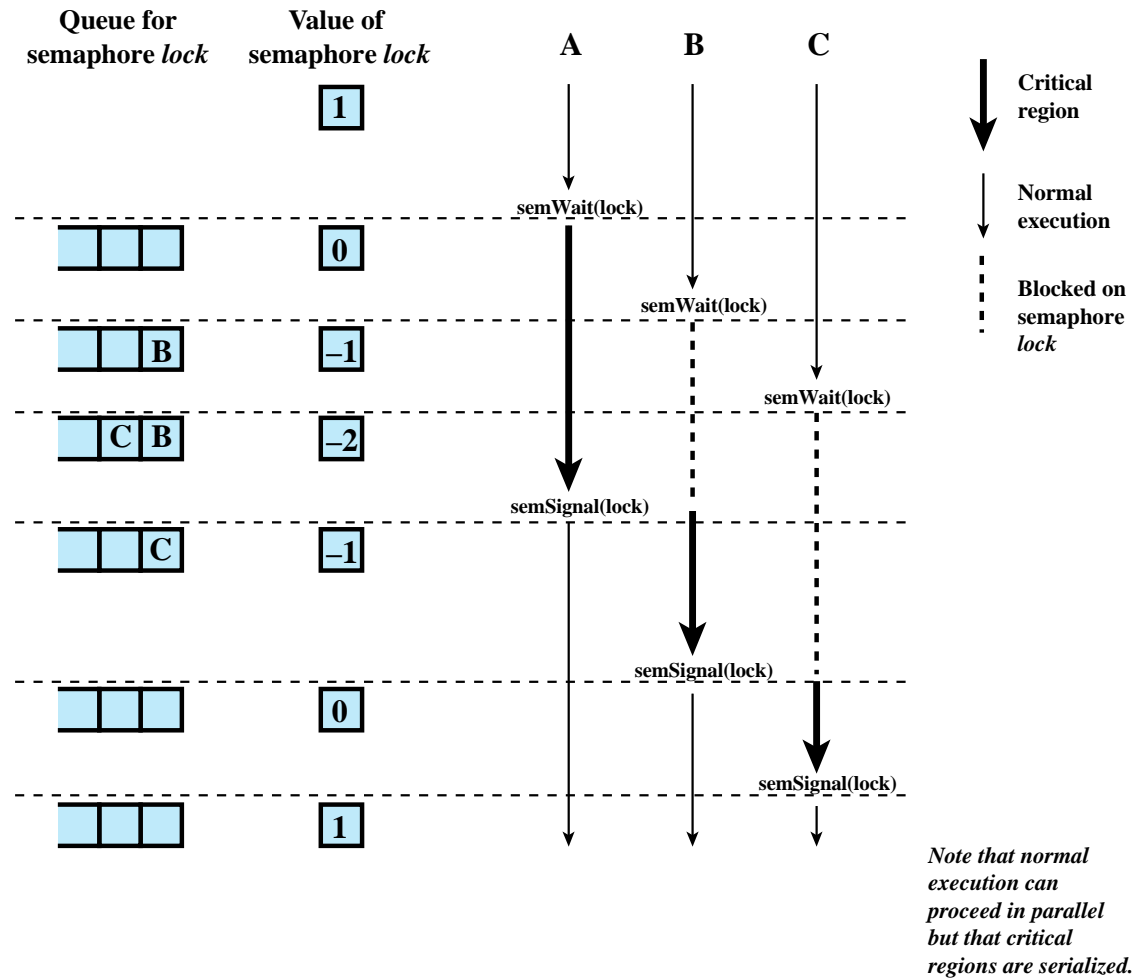 Queue for
semaphore lock
Value of
semaphore lock
A
B
C
1
Critical
region
Normal
execution
semWait(lock)
0
Blocked on
semaphore
lock
semWait(lock)
B
–1
semWait(lock)
C B
–2
semSignal(lock)
C
–1
semSignal(lock)
0
semSignal(lock)
1
Note that normal
execution can
proceed in parallel
but that critical
regions are serialized.